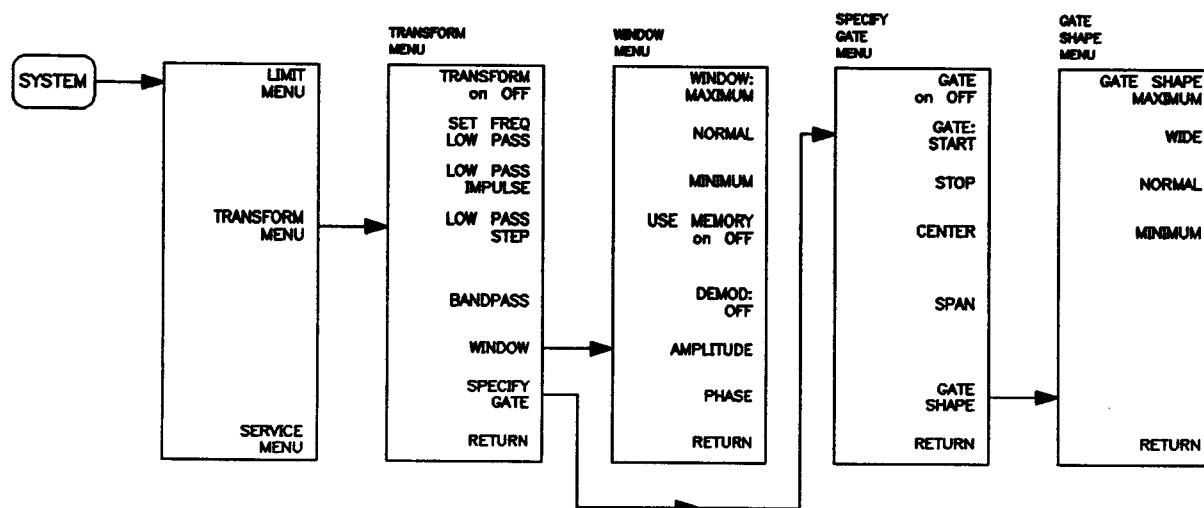 SYSTEM
LIMIT
MENU
TRANSFORM
MENU
SERVICE
MENU
TRANSFORM
MENU
TRANSFORM
on OFF
SET FREQ
LOW PASS
LOW PASS
IMPULSE
LOW PASS
STEP
BANDPASS
WINDOW
SPECIFY
GATE
RETURN
WINDOW
MENU
WINDOW:
MAXIMUM
NORMAL
MINIMUM
USE MEMORY
on OFF
DEMOD:
OFF
AMPLITUDE
PHASE
RETURN
SPECIFY
GATE
MENU
GATE
on OFF
GATE:
START
STOP
CENTER
SPAN
GATE
SHAPE
RETURN
GATE
SHAPE
MENU
GATE SHAPE
MAXIMUM
WIDE
NORMAL
MINIMUM
RETURN